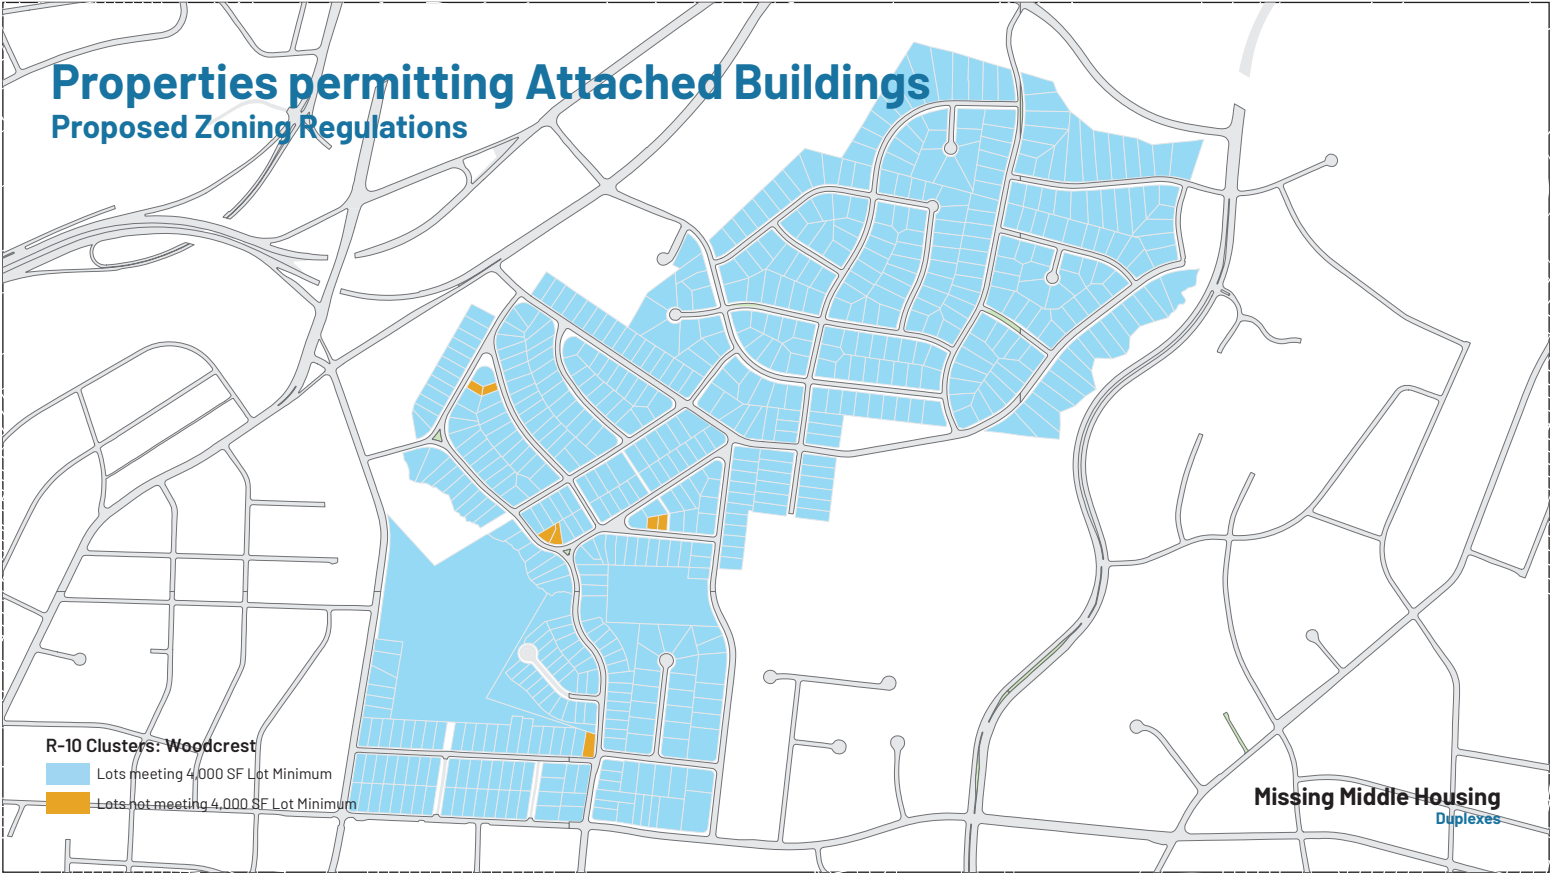 Properties permitting Attached Buildings
Proposed Zoning Regulations
R-10 Clusters: Woodcrest
Lots meeting 4,000 SF Lot Minimum
Lots not meeting 4,000 SF Lot Minimum
Missing Middle Housing
Duplexes